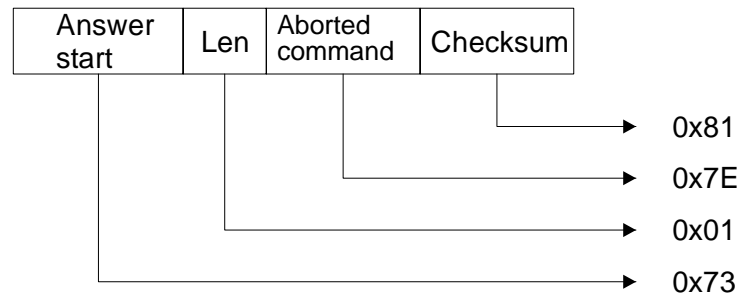 Answer
start
Len
Aborted
command
Checksum
0x81
0x7E
0x01
0x73